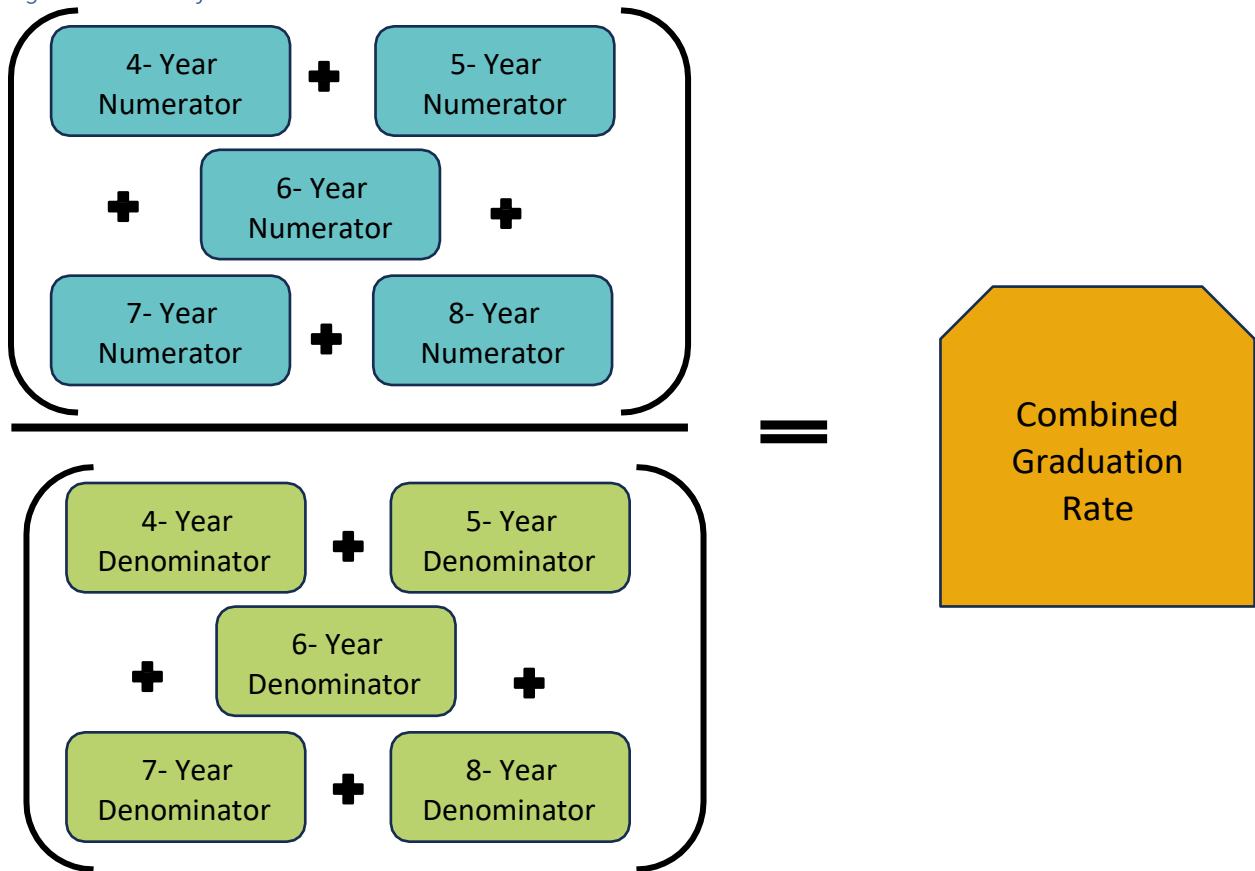 4- Year
Numerator
5- Year
Numerator
6- Year
Numerator
7- Year
Numerator
8- Year
Numerator
4- Year
Denominator
5- Year
Denominator
6- Year
Denominator
7- Year
Denominator
8- Year
Denominator
Combined
Graduation
Rate